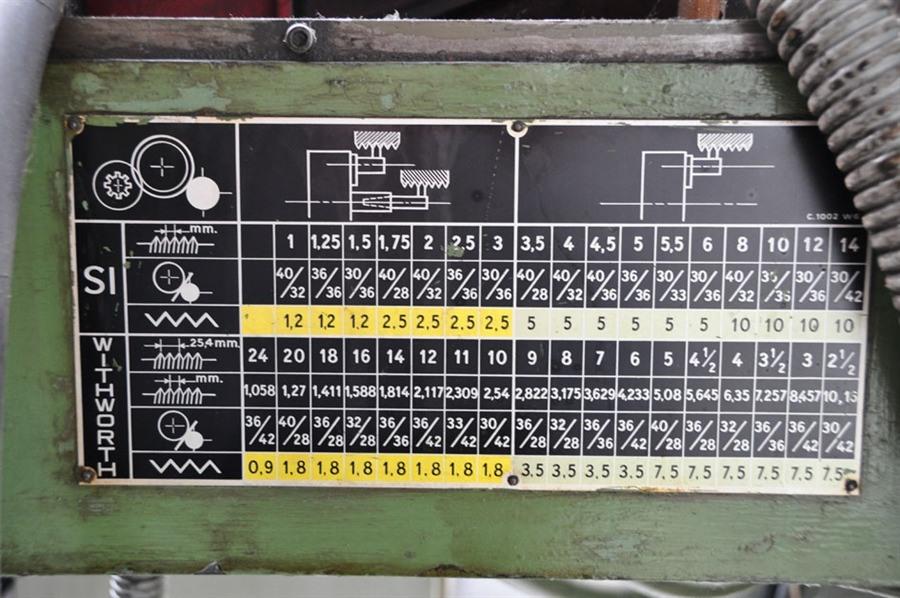 C.1002 W6
mm.
SI
1 1,25 1,5 1,75 2 2,5 3 3,5 4 4,5 5 5,5 6 8 10 12 14
40/32 36/36 30/36 40/28 40/32 36/36 30/36 40/28 40/32 40/36 36/36 30/33 30/36 40/32 30/36 30/42
1,2 1,2 1,2 2,5 2,5 2,5 2,5 5 5 5 5 5 5 10 10 10 10
WITHWORTH
25,4mm.
24 20 18 16 14 12 11 10 9 8 7 6 5 4½ 4 3½ 3 2½
mm.
1,058 1,27 1,411 1,588 1,814 2,117 2,309 2,54 2,822 3,175 3,629 4,233 5,08 5,645 6,35 7,257 8,457
36/42 40/28 36/28 32/28 36/36 36/42 33/42 30/42 36/28 32/28 36/36 36/42 40/28 36/28 32/28 36/36 36/42 30/42
0,9 1,8 1,8 1,8 1,8 1,8 1,8 1,8 3,5 3,5 3,5 3,5 7,5 7,5 7,5 7,5 7,5 7,5